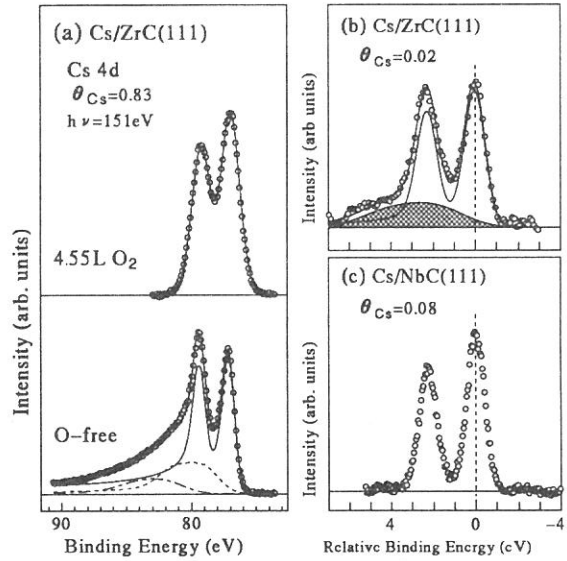 (a) Cs/ZrC(111)
Cs 4d
θCs=0.83
hν=151eV
4.55L O2
O-free
Intensity (arb. units)
90
80
Binding Energy (eV)
(b) Cs/ZrC(111)
θCs=0.02
Intensity (arb units)
(c) Cs/NbC(111)
θCs=0.08
Intensity (arb. units)
4
0
-4
Relative Binding Energy (eV)